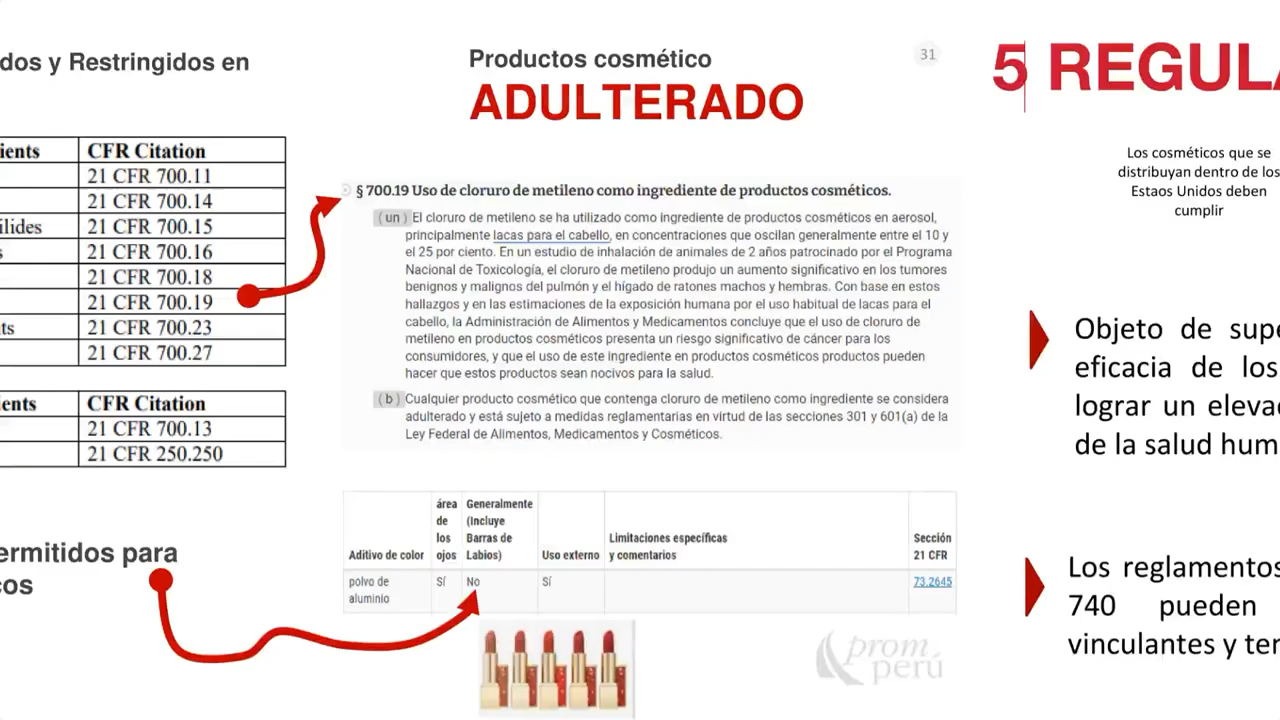 dos y Restringidos en
ients CFR Citation
21 CFR 700.11
21 CFR 700.14
ílides 21 CFR 700.15
s 21 CFR 700.16
21 CFR 700.18
21 CFR 700.19
ts 21 CFR 700.23
21 CFR 700.27
ients CFR Citation
21 CFR 700.13
21 CFR 250.250
ermitidos para
cos
Productos cosmético
ADULTERADO
31
§ 700.19 Uso de cloruro de metileno como ingrediente de productos cosméticos.
( un ) El cloruro de metileno se ha utilizado como ingrediente de productos cosméticos en aerosol,
principalmente lacas para el cabello, en concentraciones que oscilan generalmente entre el 10 y
el 25 por ciento. En un estudio de inhalación de animales de 2 años patrocinado por el Programa
Nacional de Toxicología, el cloruro de metileno produjo un aumento significativo en los tumores
benignos y malignos del pulmón y el hígado de ratones machos y hembras. Con base en estos
hallazgos y en las estimaciones de la exposición humana por el uso habitual de lacas para el
cabello, la Administración de Alimentos y Medicamentos concluye que el uso de cloruro de
metileno en productos cosméticos presenta un riesgo significativo de cáncer para los
consumidores, y que el uso de este ingrediente en productos cosméticos productos pueden
hacer que estos productos sean nocivos para la salud.
( b ) Cualquier producto cosmético que contenga cloruro de metileno como ingrediente se considera
adulterado y está sujeto a medidas reglamentarias en virtud de las secciones 301 y 601(a) de la
Ley Federal de Alimentos, Medicamentos y Cosméticos.
área Generalmente
de (Incluye
los Barras de Limitaciones específicas Sección
Aditivo de color ojos Labios) Uso externo y comentarios 21 CFR
polvo de Sí No Sí 73.2645
aluminio
prom
perú
5 REGULA
Los cosméticos que se
distribuyan dentro de los
Estaos Unidos deben
cumplir
Objeto de supe
eficacia de los
lograr un elevad
de la salud hum
Los reglamentos
740 pueden
vinculantes y ten